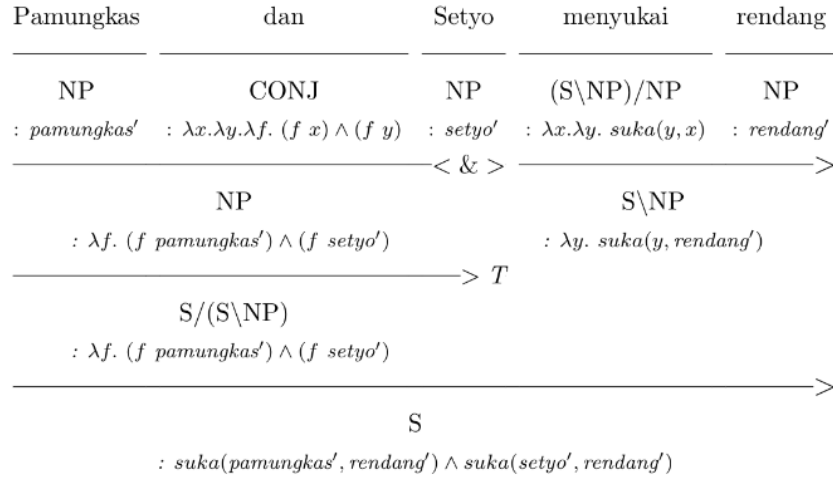 Pamungkas dan Setyo menyukai rendang
NP CONJ NP (S\NP)/NP NP
: pamungkas′ : λx.λy.λf. (f x) ∧ (f y) : setyo′ : λx.λy. suka(y, x) : rendang′
< & > >
NP S\NP
: λf. (f pamungkas′) ∧ (f setyo′) : λy. suka(y, rendang′)
> T
S/(S\NP)
: λf. (f pamungkas′) ∧ (f setyo′)
>
S
: suka(pamungkas′, rendang′) ∧ suka(setyo′, rendang′)